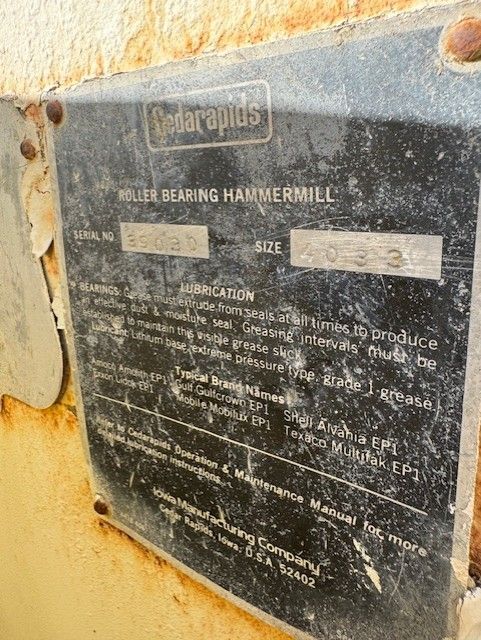 Cedarapids
ROLLER BEARING HAMMERMILL
SERIAL NO
SIZE 4033
LUBRICATION
BEARINGS: Grease must extrude from seals at all times to produce
an effective dust & moisture seal. Greasing intervals must be
established to maintain this visible grease slick.
Lubricant: Lithium base, extreme pressure type, grade 1 grease
Typical Brand Names
Amolith EP1 Gulf Gulfcrown EP1 Shell Alvania EP1
EP1 Mobile Mobilux EP1 Texaco Multifak EP1
Refer to Cedarapids Operation & Maintenance Manual for more
lubrication instructions.
Iowa Manufacturing Company
Cedar Rapids, Iowa, U.S.A. 52402